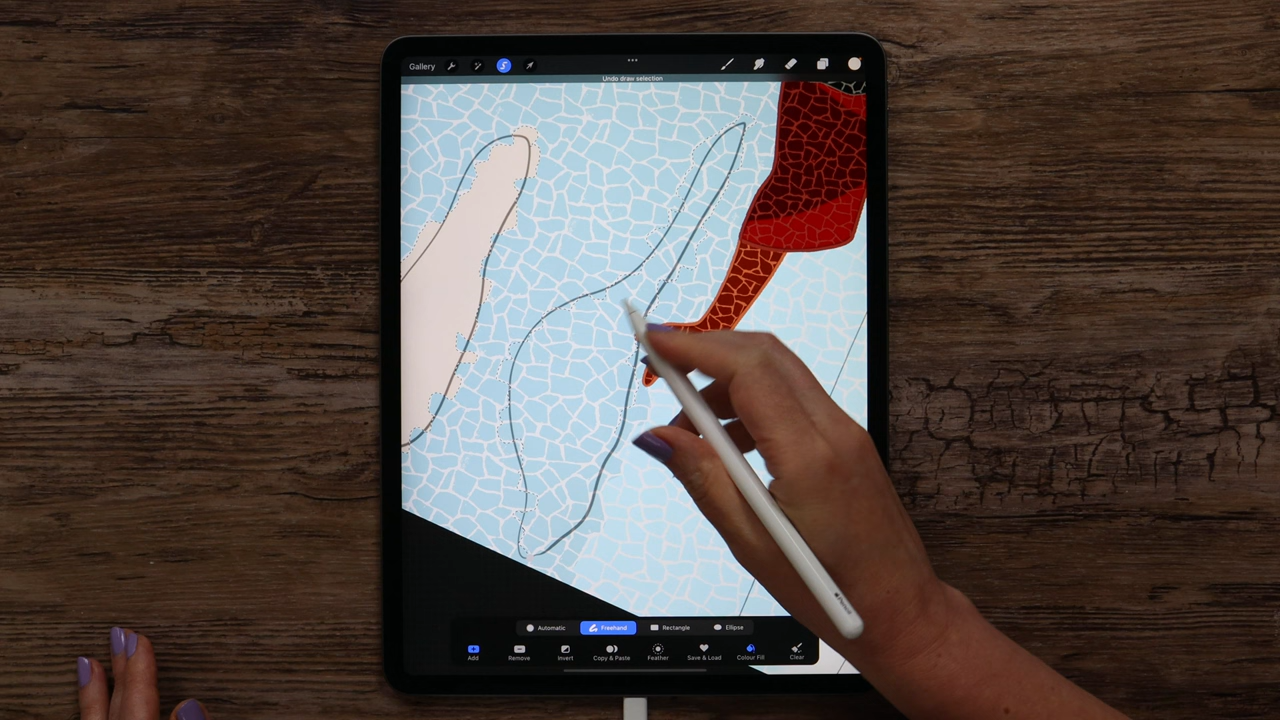 Gallery
Undo draw selection
Automatic Freehand Rectangle Ellipse
Add Remove Invert Copy & Paste Feather Save & Load Colour Fill Clear
Pencil